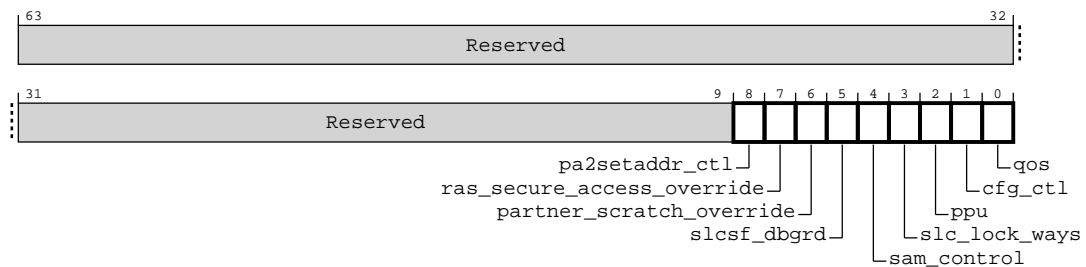 63 32
Reserved
31 9 8 7 6 5 4 3 2 1 0
Reserved
pa2setaddr_ctl qos
ras_secure_access_override cfg_ctl
partner_scratch_override ppu
slcsf_dbgrd slc_lock_ways
sam_control